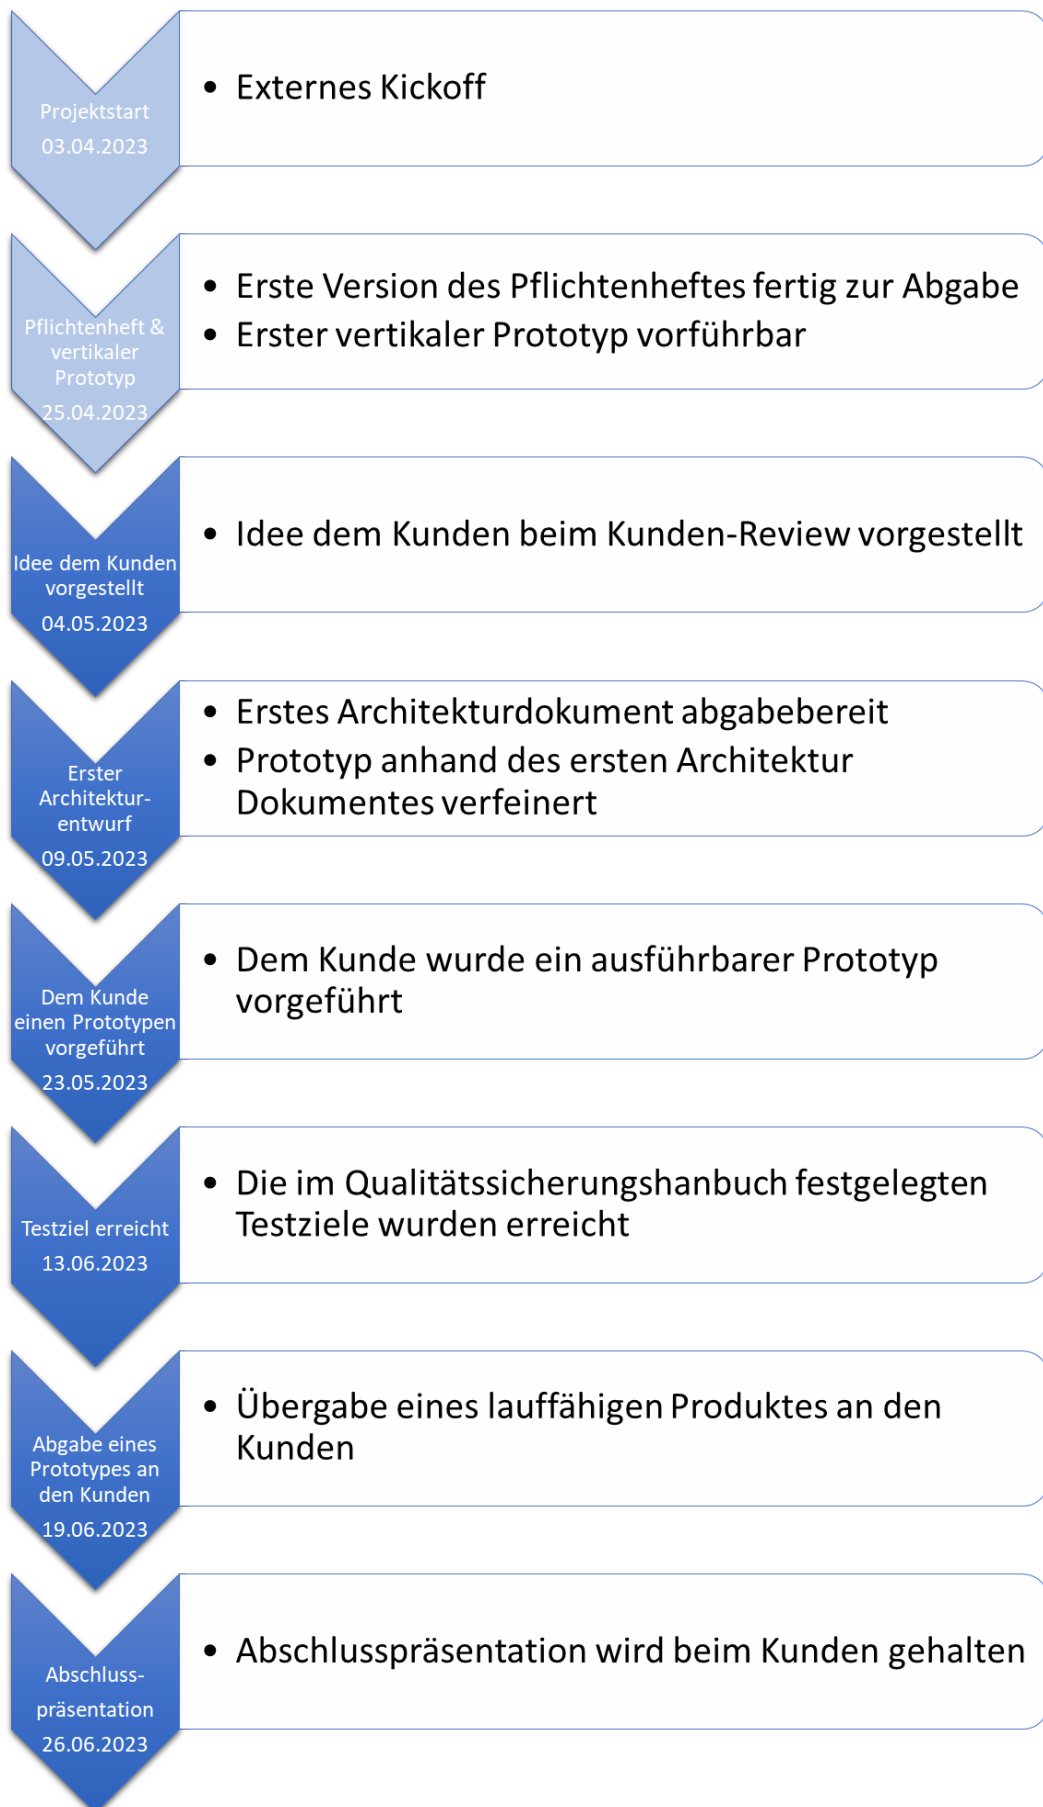 Projektstart
03.04.2023
• Externes Kickoff
Pflichtenheft &
vertikaler
Prototyp
25.04.2023
• Erste Version des Pflichtenheftes fertig zur Abgabe
• Erster vertikaler Prototyp vorführbar
Idee dem Kunden
vorgestellt
04.05.2023
• Idee dem Kunden beim Kunden-Review vorgestellt
Erster
Architektur-
entwurf
09.05.2023
• Erstes Architekturdokument abgabebereit
• Prototyp anhand des ersten Architektur
Dokumentes verfeinert
Dem Kunde
einen Prototypen
vorgeführt
23.05.2023
• Dem Kunde wurde ein ausführbarer Prototyp
vorgeführt
Testziel erreicht
13.06.2023
• Die im Qualitätssicherungshanbuch festgelegten
Testziele wurden erreicht
Abgabe eines
Prototypes an
den Kunden
19.06.2023
• Übergabe eines lauffähigen Produktes an den
Kunden
Abschluss-
präsentation
26.06.2023
• Abschlusspräsentation wird beim Kunden gehalten